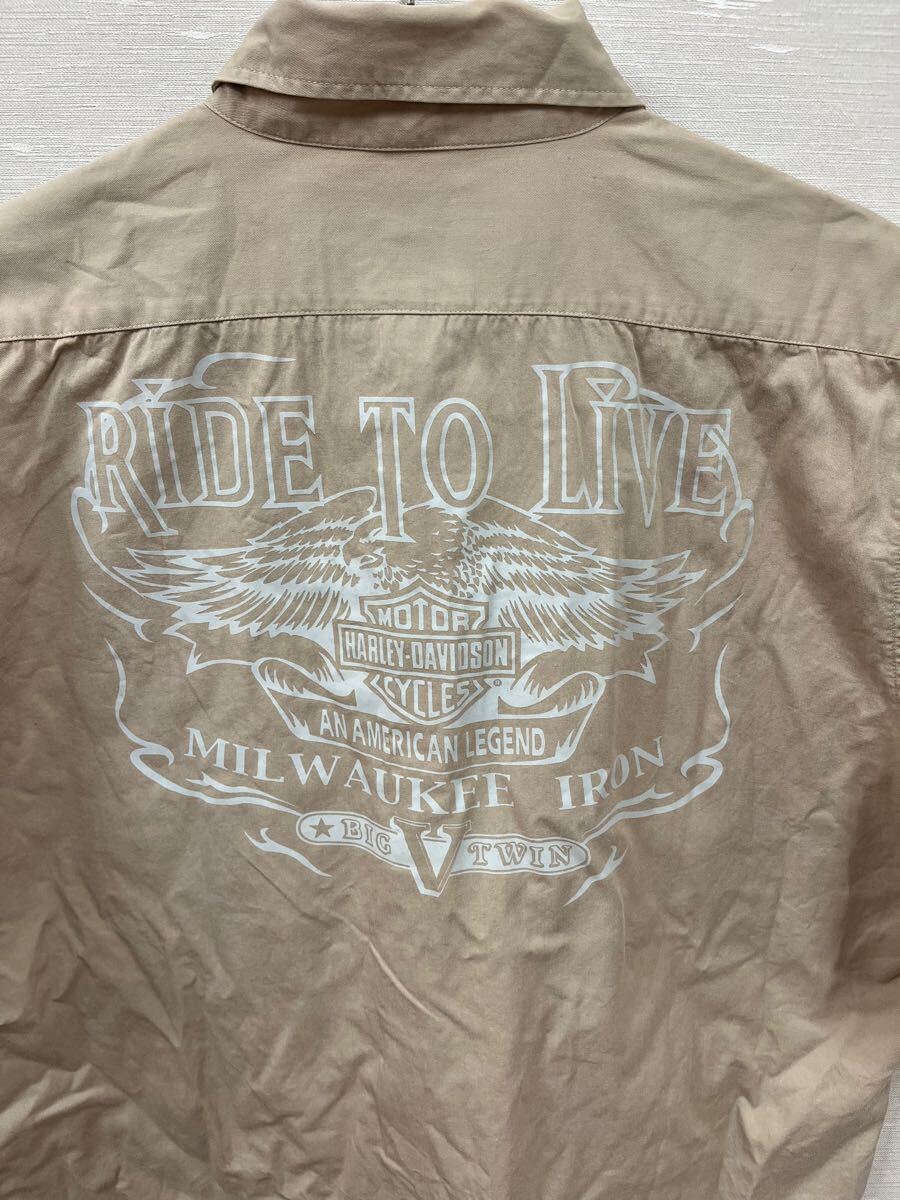 RIDE TO LIVE
MOTOR
HARLEY-DAVIDSON
CYCLES ®
AN AMERICAN LEGEND
MILWAUKEE IRON
★ BIG V TWIN